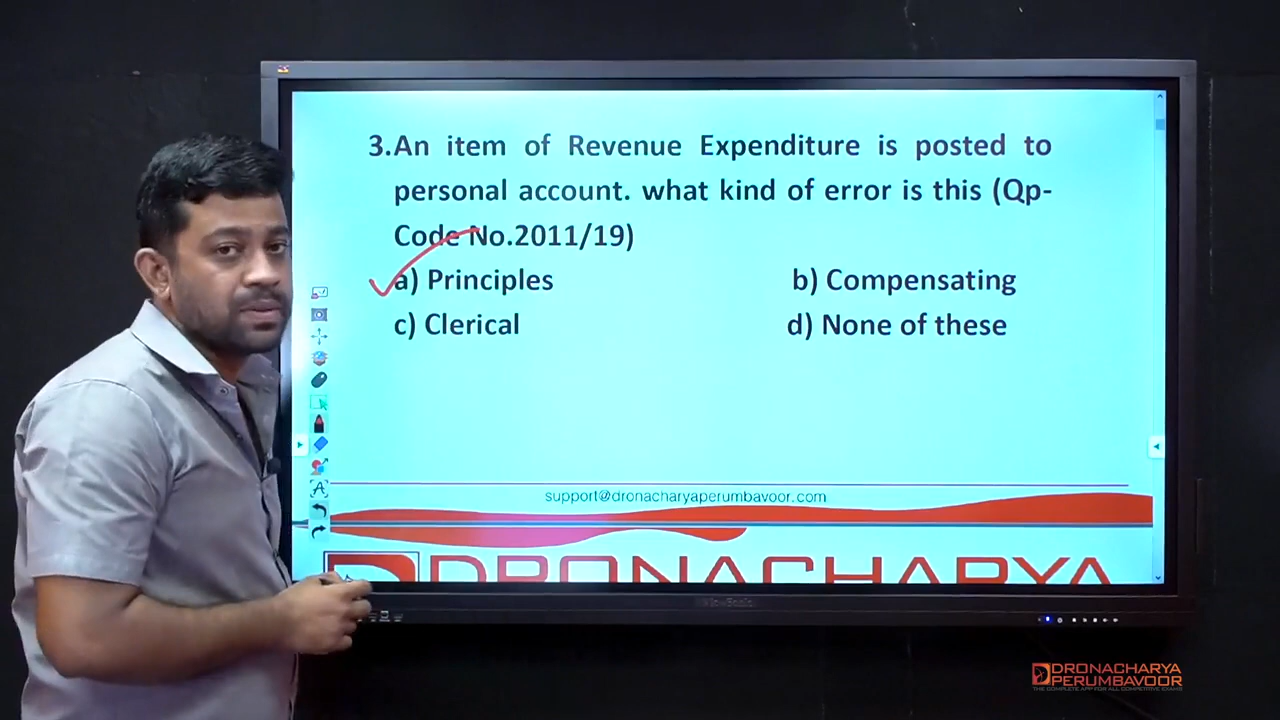 3.An item of Revenue Expenditure is posted to
personal account. what kind of error is this (Qp-
Code No.2011/19)
a) Principles
b) Compensating
c) Clerical
d) None of these
support@dronacharyaperumbavoor.com
DRONACHARYA
ViewSonic
DRONACHARYA
PERUMBAVOOR
THE COMPLETE APP FOR ALL COMPETITIVE EXAMS